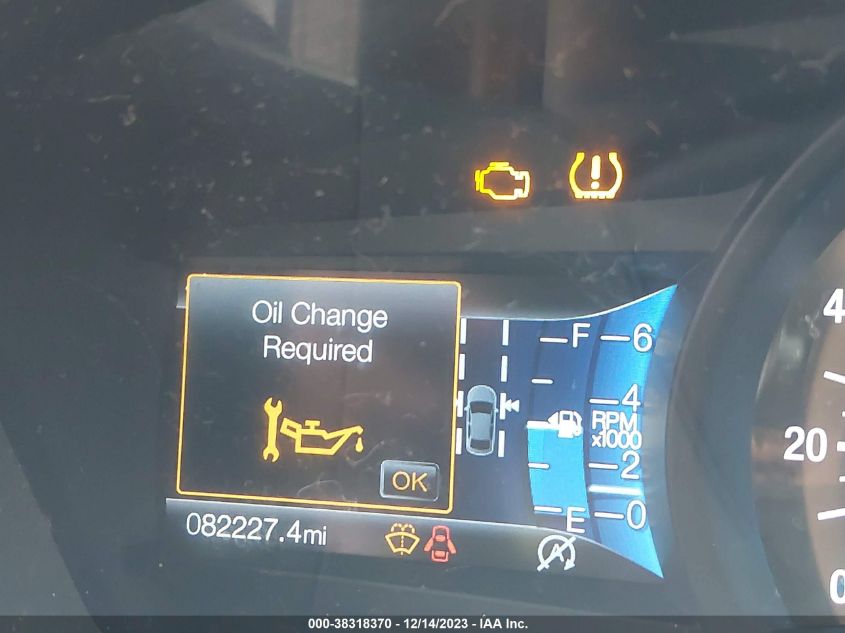 Oil Change
Required
OK
F
6
4
RPM
x1000
2
E
0
082227.4mi
4
20
0
000-38318370 - 12/14/2023 - IAA Inc.